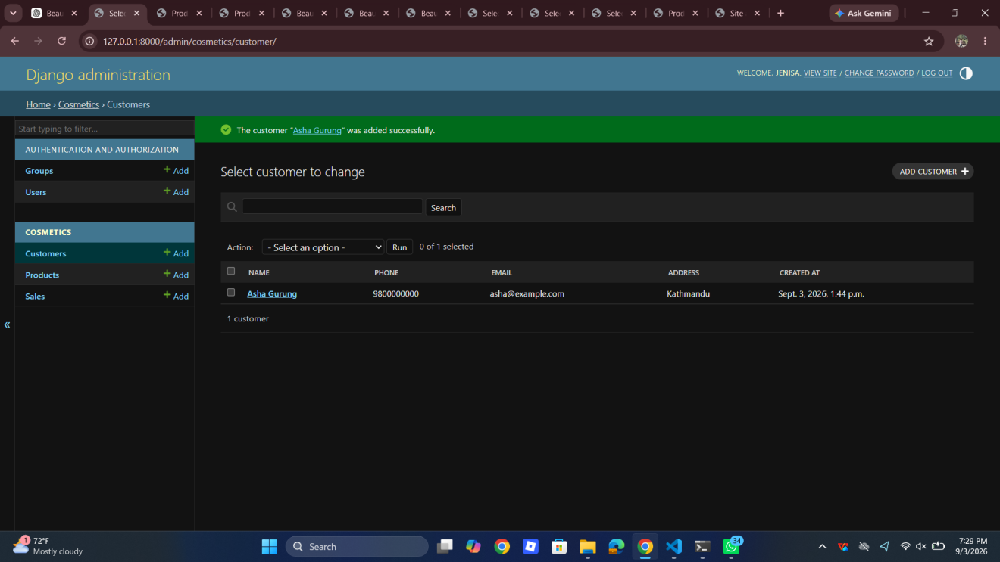 Beau
Selec
Prod
Prod
Beau
Beau
Beau
Selec
Selec
Selec
Prod
Site
Ask Gemini
127.0.0.1:8000/admin/cosmetics/customer/
Django administration
WELCOME, JENISA. VIEW SITE / CHANGE PASSWORD / LOG OUT
Home › Cosmetics › Customers
Start typing to filter...
The customer “Asha Gurung” was added successfully.
AUTHENTICATION AND AUTHORIZATION
Groups + Add
Users + Add
COSMETICS
Customers + Add
Products + Add
Sales + Add
«
Select customer to change
ADD CUSTOMER +
Search
Action: - Select an option - Run 0 of 1 selected
NAME PHONE EMAIL ADDRESS CREATED AT
Asha Gurung 9800000000 asha@example.com Kathmandu Sept. 3, 2026, 1:44 p.m.
1 customer
1
72°F
Mostly cloudy
Search
34
7:29 PM
9/3/2026